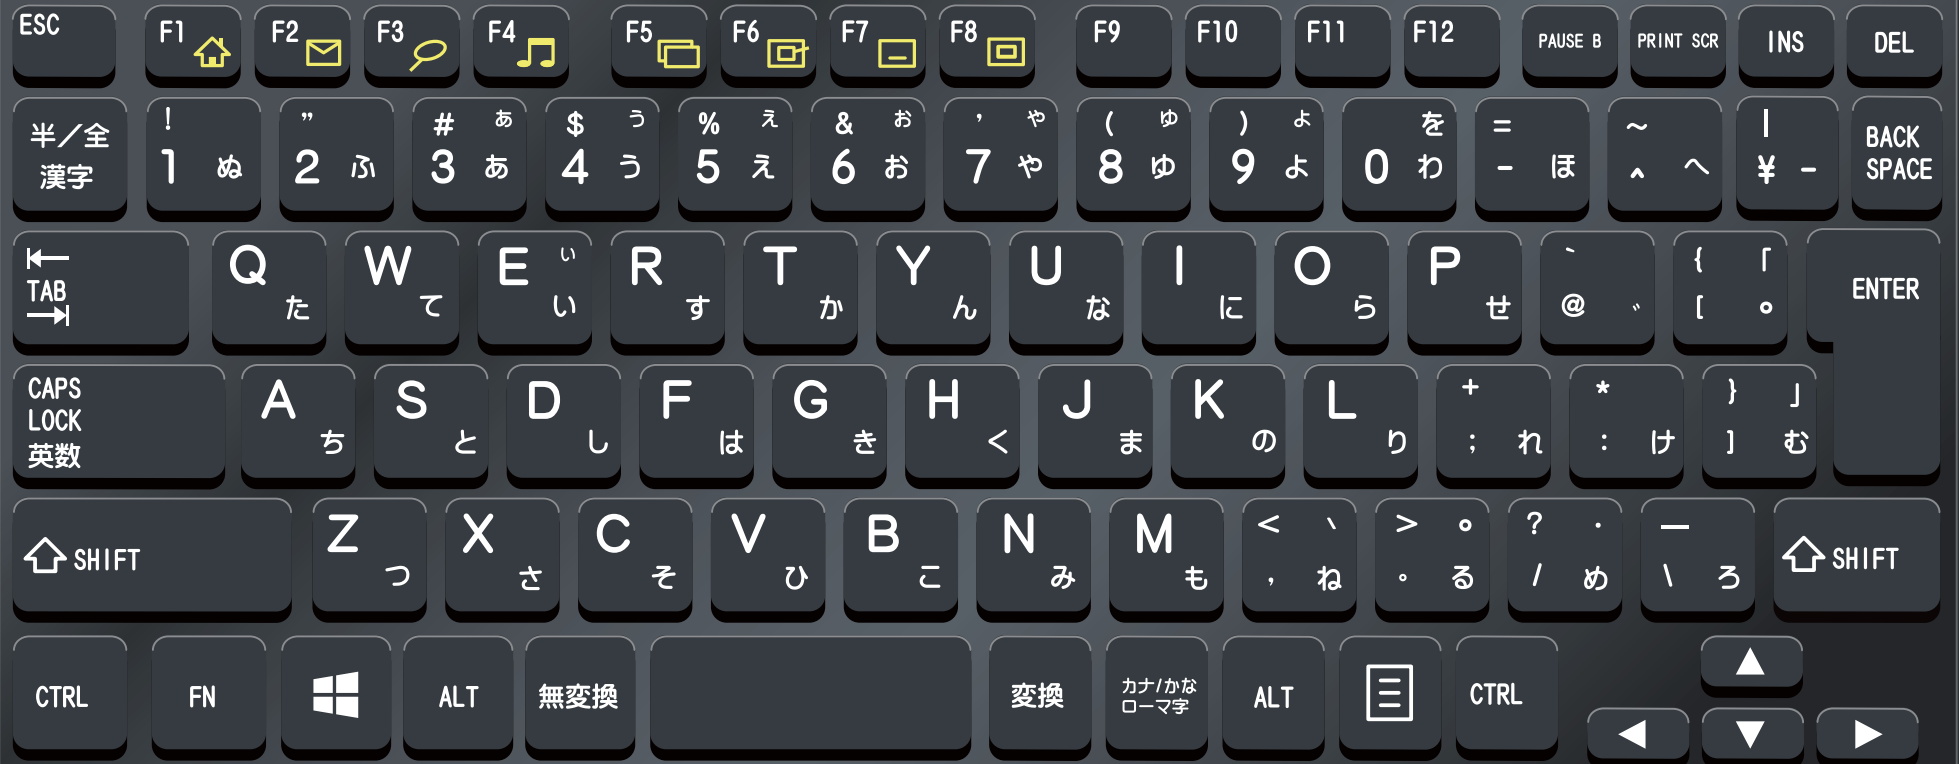 ESC
F1
F2
F3
F4
F5
F6
F7
F8
F9
F10
F11
F12
PAUSE B
PRINT SCR
INS
DEL
半／全
漢字
!
1 ぬ
"
2 ふ
# あ
3 あ
$ う
4 う
% え
5 え
& お
6 お
' や
7 や
( ゆ
8 ゆ
) よ
9 よ
を
0 わ
=
- ほ
~
^ へ
|
¥ -
BACK
SPACE
TAB
Q
た
W
て
E い
い
R
す
T
か
Y
ん
U
な
I
に
O
ら
P
せ
`
@ ゛
{ 「
[ °
ENTER
CAPS
LOCK
英数
A
ち
S
と
D
し
F
は
G
き
H
く
J
ま
K
の
L
り
+
; れ
*
: け
} 」
] む
SHIFT
Z
つ
X
さ
C
そ
V
ひ
B
こ
N
み
M
も
< 、
, ね
> 。
. る
? ・
/ め
—
\ ろ
SHIFT
CTRL
FN
ALT
無変換
変換
カナ/かな
ローマ字
ALT
CTRL